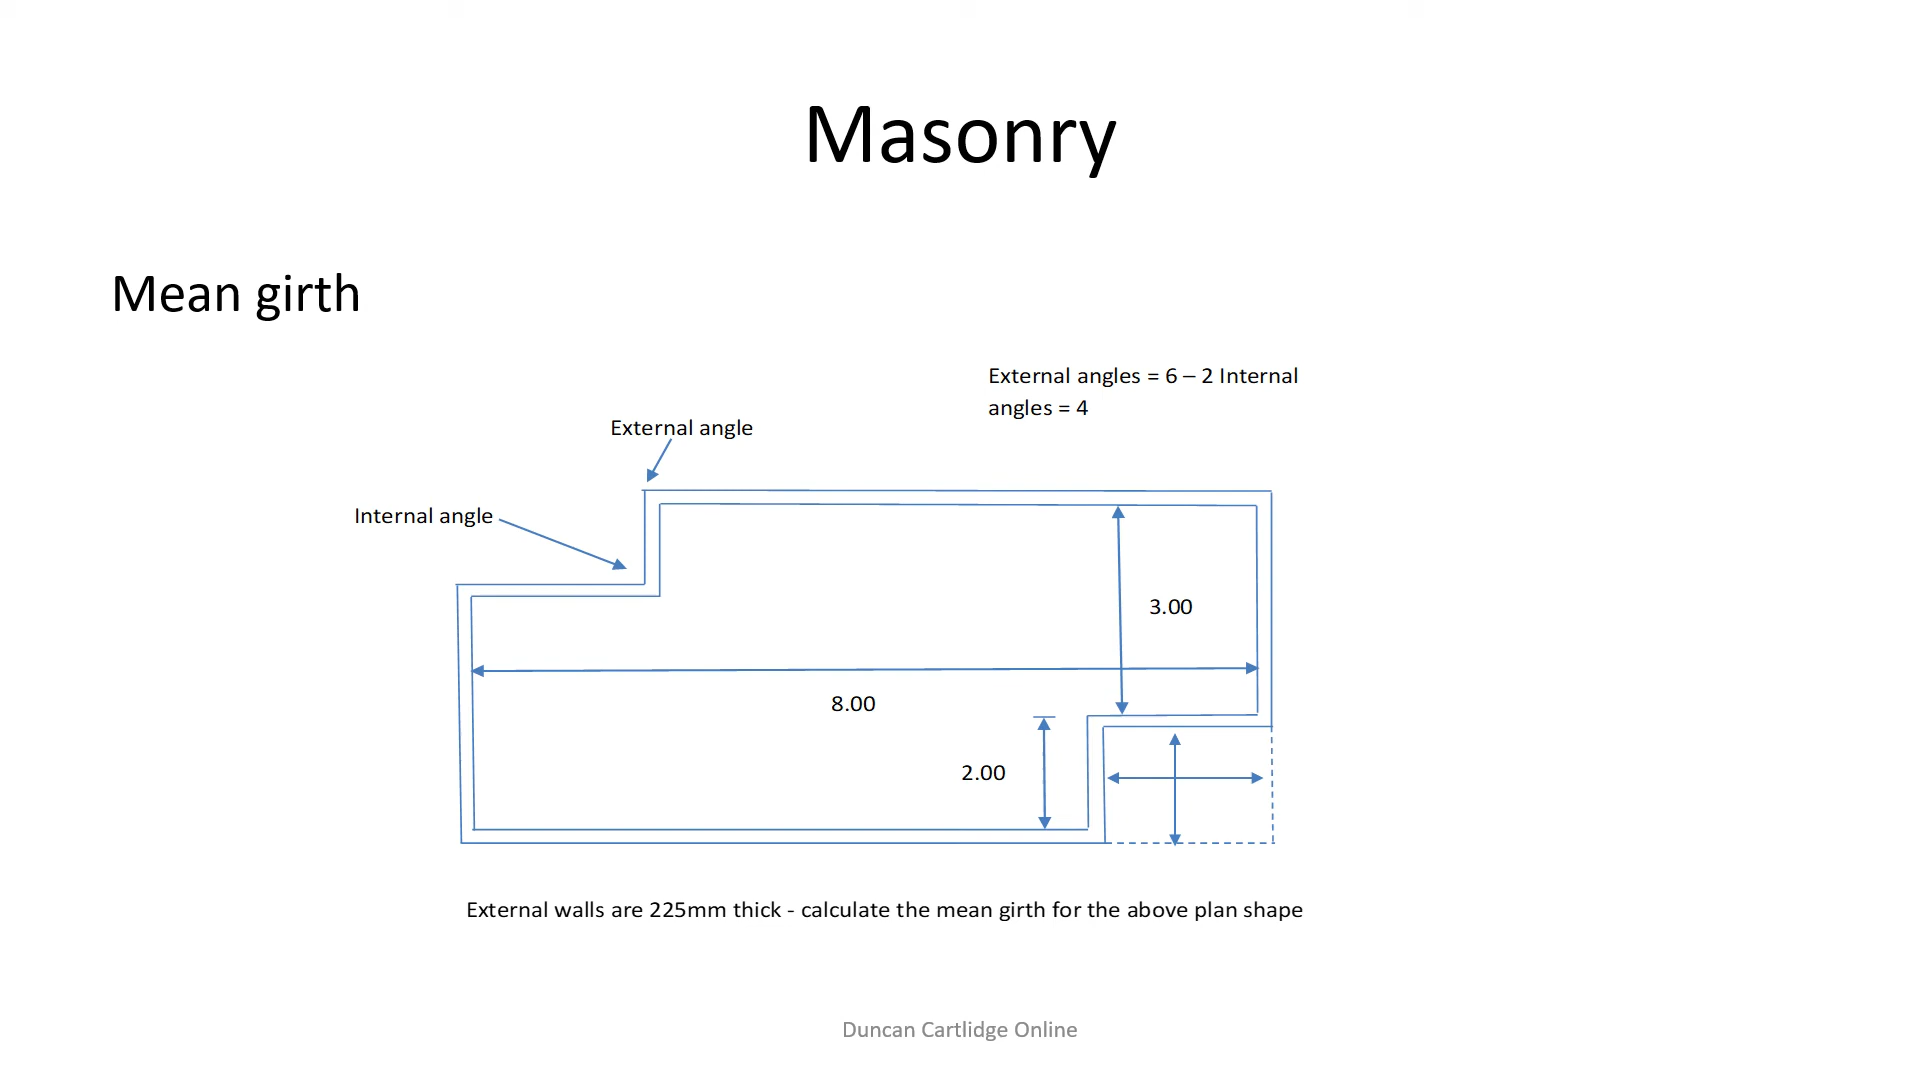 Masonry
Mean girth
External angles = 6 – 2 Internal
angles = 4
External angle
Internal angle
3.00
8.00
2.00
External walls are 225mm thick - calculate the mean girth for the above plan shape
Duncan Cartlidge Online